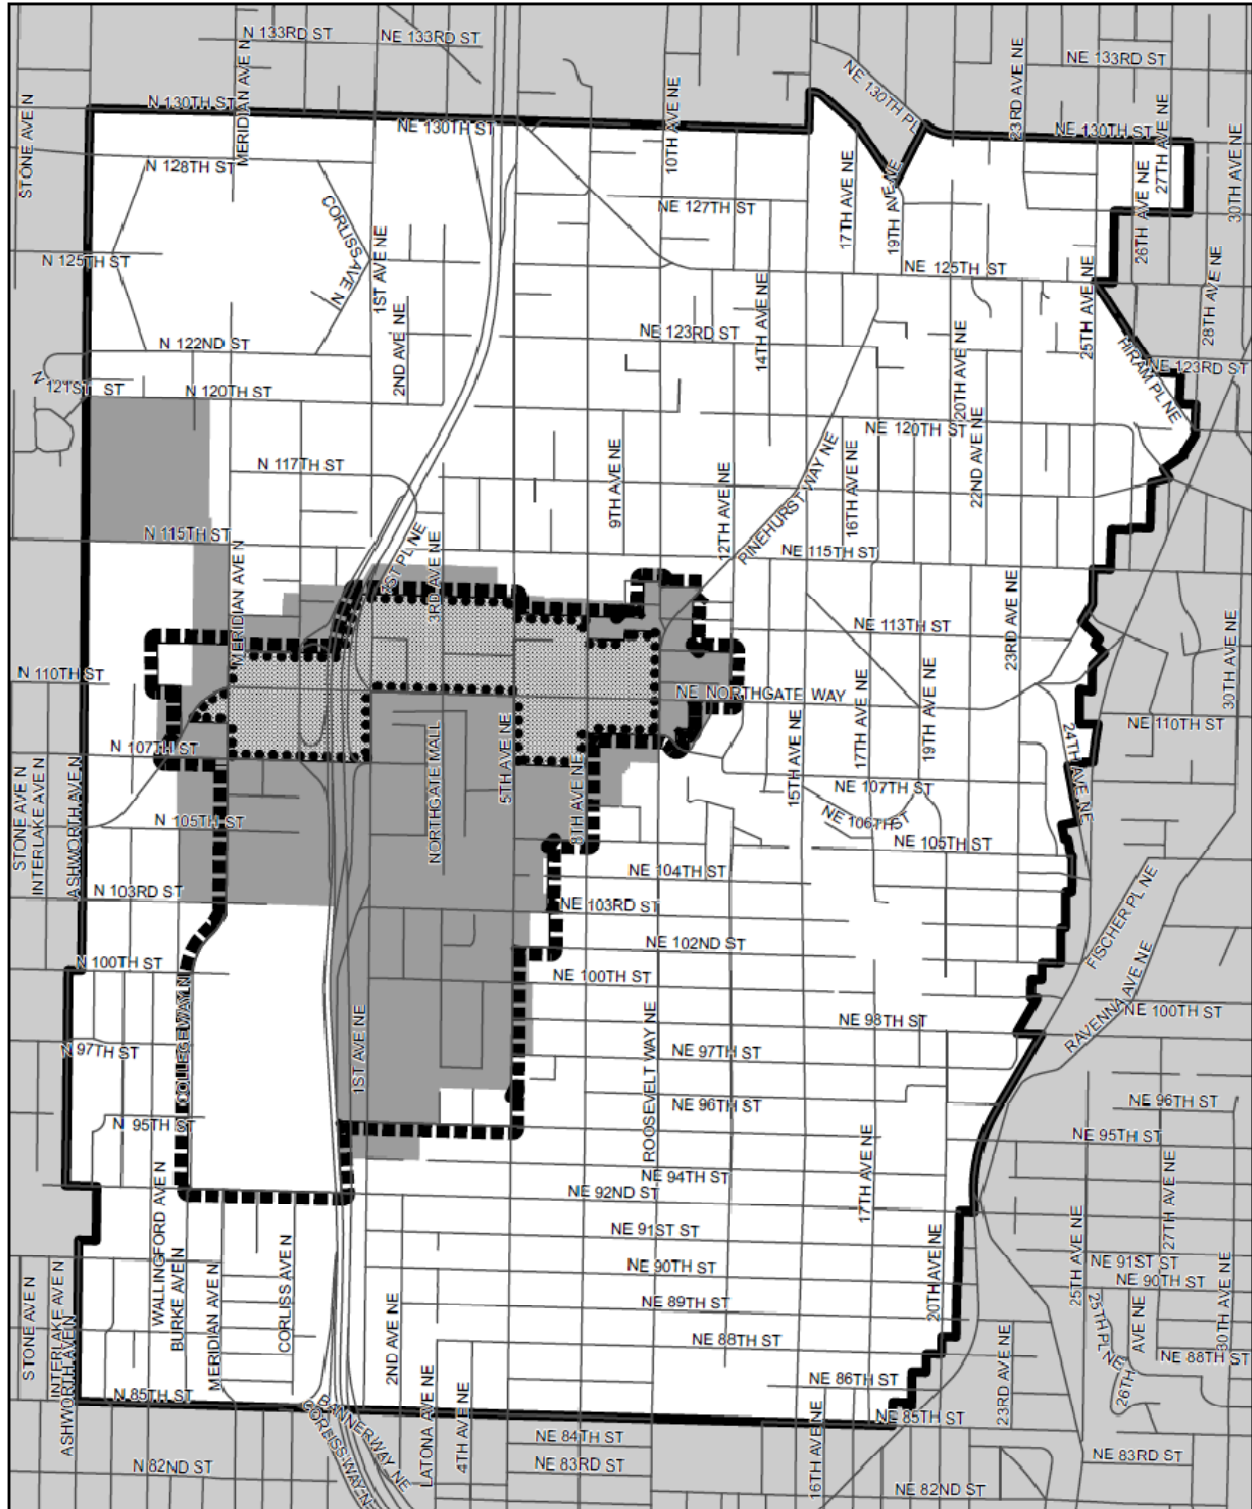 N 133RD ST
NE 133RD ST
NE 133RD ST
NE 130TH PL
STONE AVE N
MERIDIAN AVE N
10TH AVE NE
23RD AVE NE
27TH AVE NE
30TH AVE NE
N 130TH ST
NE 130TH ST
NE 130TH ST
N 128TH ST
CORLISS AVE N
1ST AVE NE
NE 127TH ST
17TH AVE NE
19TH AVE NE
26TH AVE NE
N 125TH ST
NE 125TH ST
2ND AVE NE
14TH AVE NE
25TH AVE NE
28TH AVE NE
NE 123RD ST
N 122ND ST
20TH AVE NE
HIRAM PL NE
NE 123RD ST
N 121ST ST
N 120TH ST
NE 120TH ST
22ND AVE NE
N 117TH ST
9TH AVE NE
12TH AVE NE
PINEHURST WAY NE
16TH AVE NE
N 115TH ST
NE 115TH ST
1ST PL NE
3RD AVE NE
MERIDIAN AVE N
NE 113TH ST
23RD AVE NE
30TH AVE NE
N 110TH ST
NE NORTHGATE WAY
17TH AVE NE
19TH AVE NE
NE 110TH ST
N 107TH ST
NORTHGATE MALL
5TH AVE NE
8TH AVE NE
15TH AVE NE
24TH AVE NE
NE 107TH ST
STONE AVE N
INTERLAKE AVE N
ASHWORTH AVE N
N 105TH ST
NE 106TH ST
NE 105TH ST
N 103RD ST
NE 104TH ST
NE 103RD ST
FISCHER PL NE
NE 102ND ST
N 100TH ST
NE 100TH ST
RAVENNA AVE NE
NE 100TH ST
COLLEGE WAY N
1ST AVE NE
ROOSEVELT WAY NE
NE 98TH ST
N 97TH ST
NE 97TH ST
NE 96TH ST
NE 96TH ST
N 95TH ST
NE 95TH ST
17TH AVE NE
NE 94TH ST
NE 92ND ST
WALLINGFORD AVE N
27TH AVE NE
25TH AVE NE
NE 91ST ST
NE 91ST ST
BURKE AVE N
MERIDIAN AVE N
CORLISS AVE N
NE 90TH ST
NE 90TH ST
20TH AVE NE
STONE AVE N
INTERLAKE AVE N
ASHWORTH AVE N
2ND AVE NE
NE 89TH ST
25TH PL NE
26TH AVE NE
30TH AVE NE
NE 88TH ST
NE 88TH ST
NE 86TH ST
23RD AVE NE
N 85TH ST
BANNER WAY NE
CORLISS WAY N
LATONA AVE NE
4TH AVE NE
16TH AVE NE
NE 85TH ST
NE 84TH ST
NE 83RD ST
NE 83RD ST
N 82ND ST
NE 82ND ST